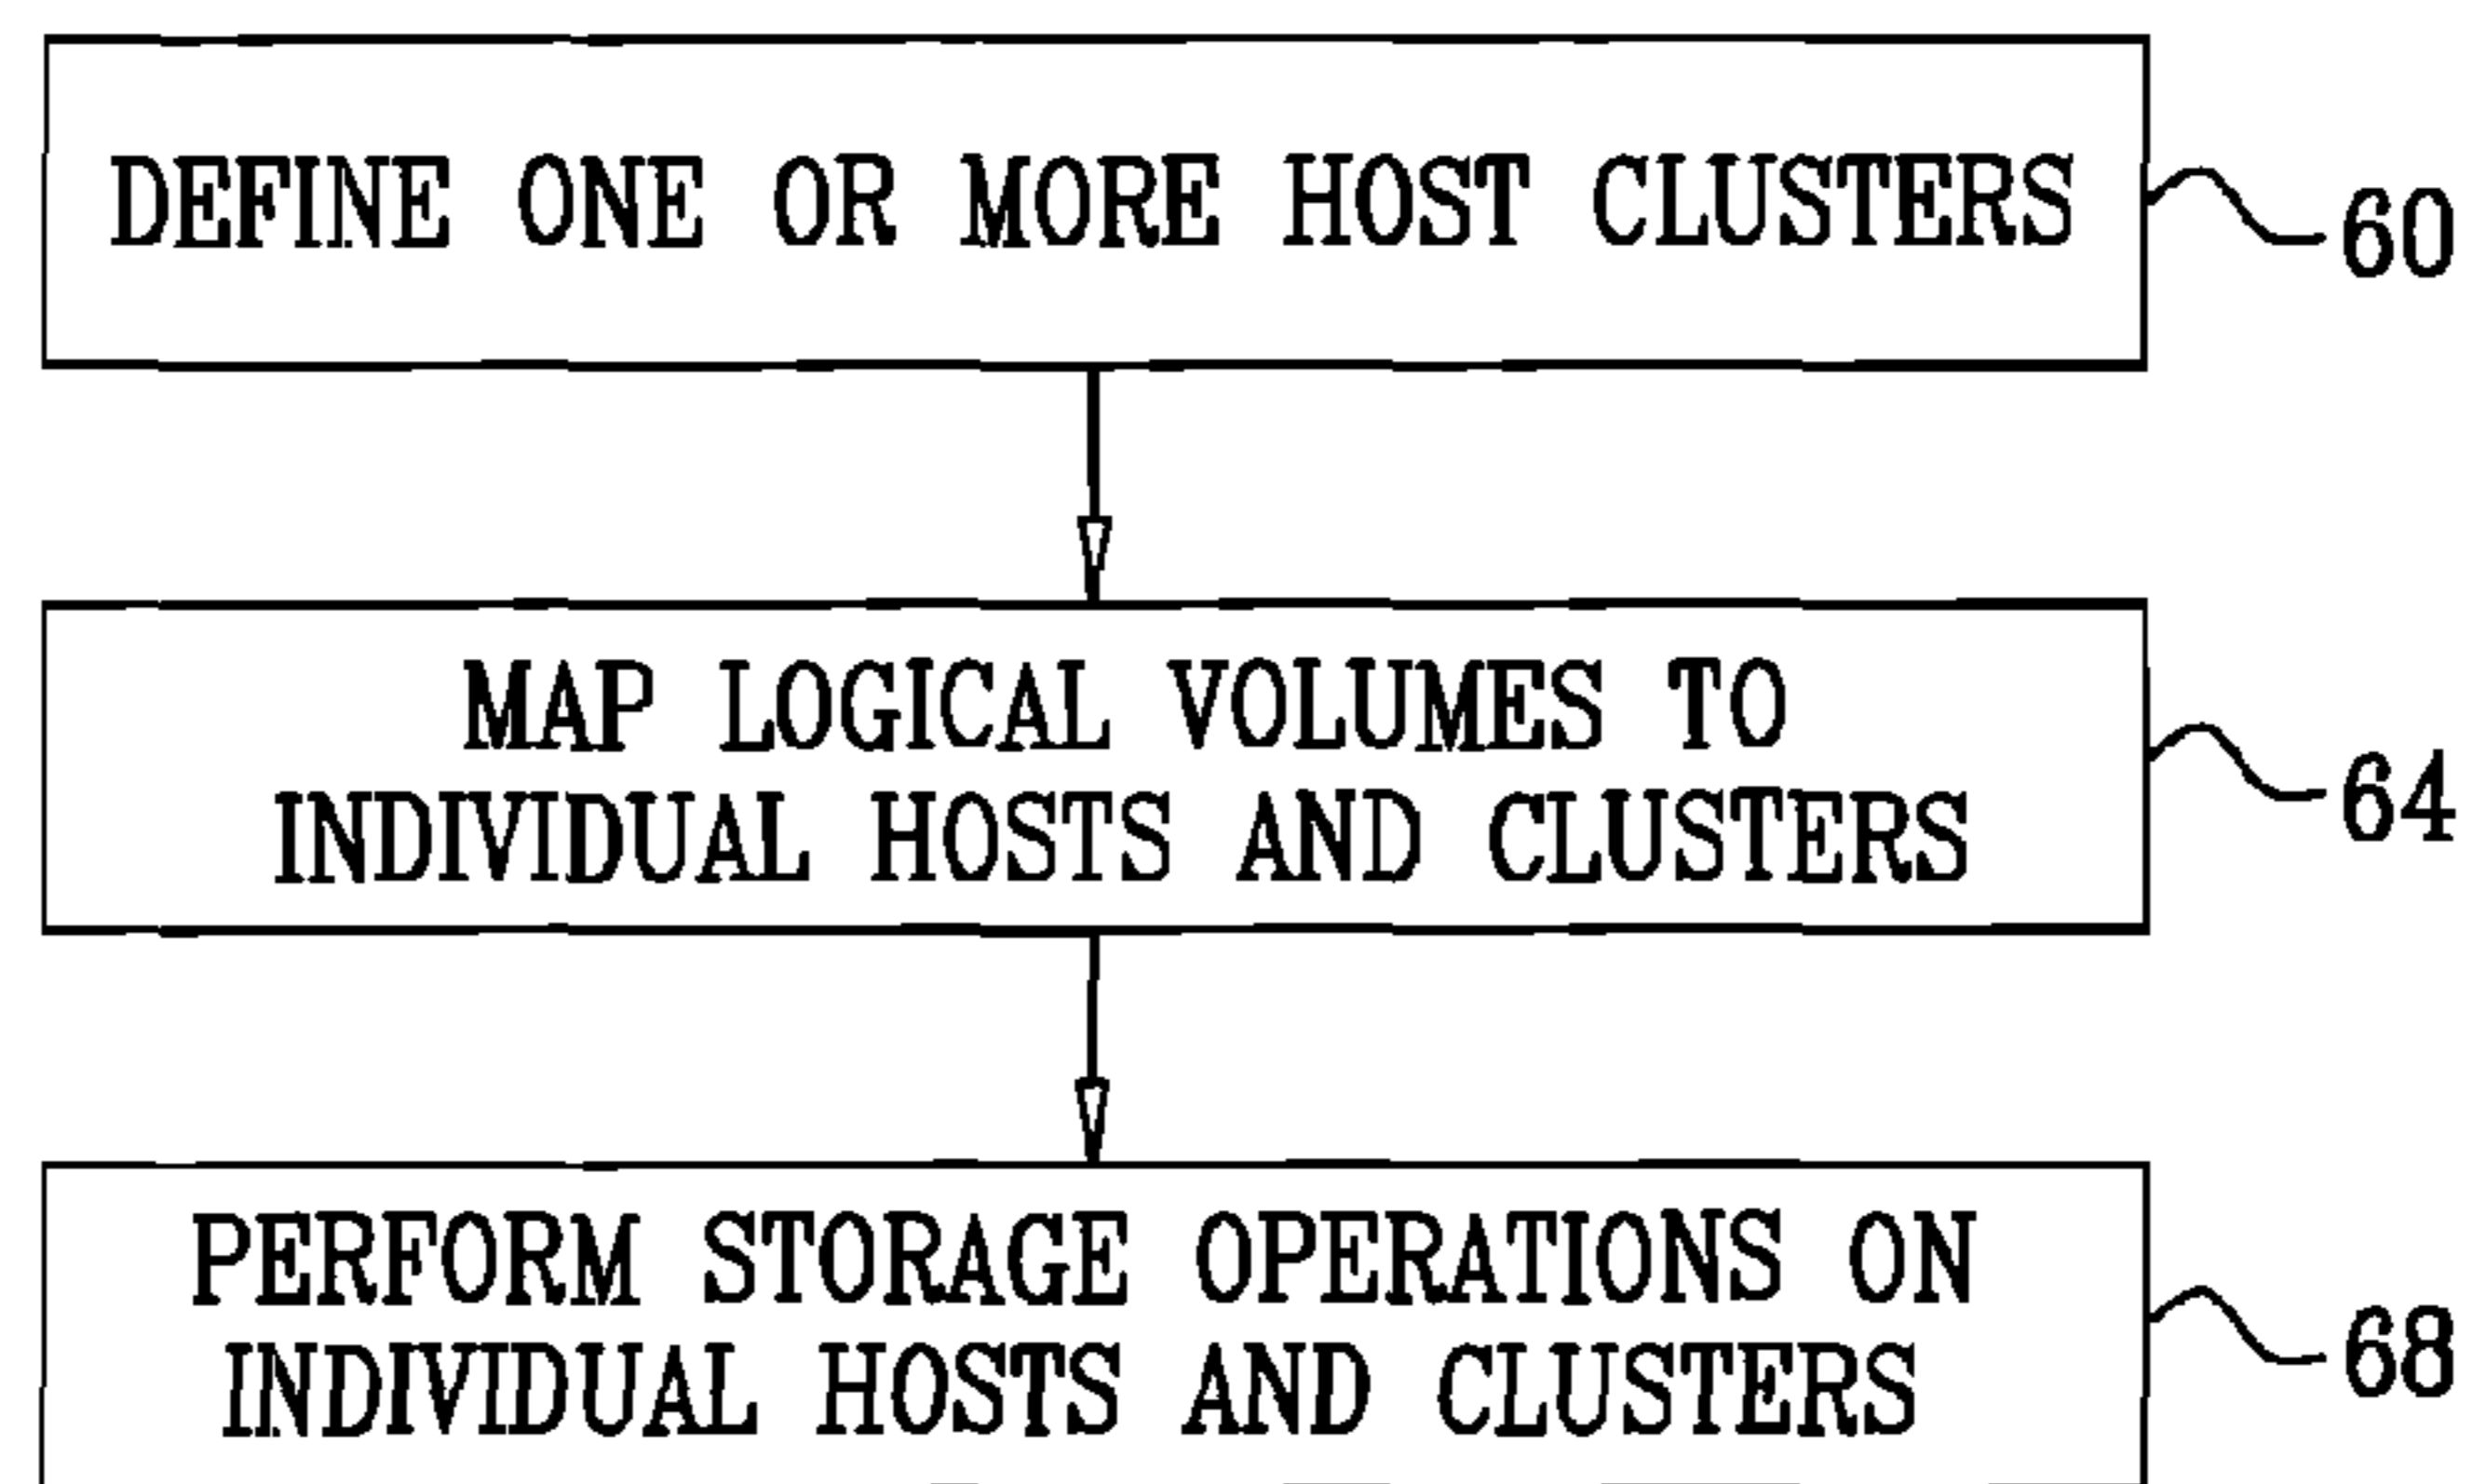 DEFINE ONE OR MORE HOST CLUSTERS
60
MAP LOGICAL VOLUMES TO
INDIVIDUAL HOSTS AND CLUSTERS
64
PERFORM STORAGE OPERATIONS ON
INDIVIDUAL HOSTS AND CLUSTERS
68